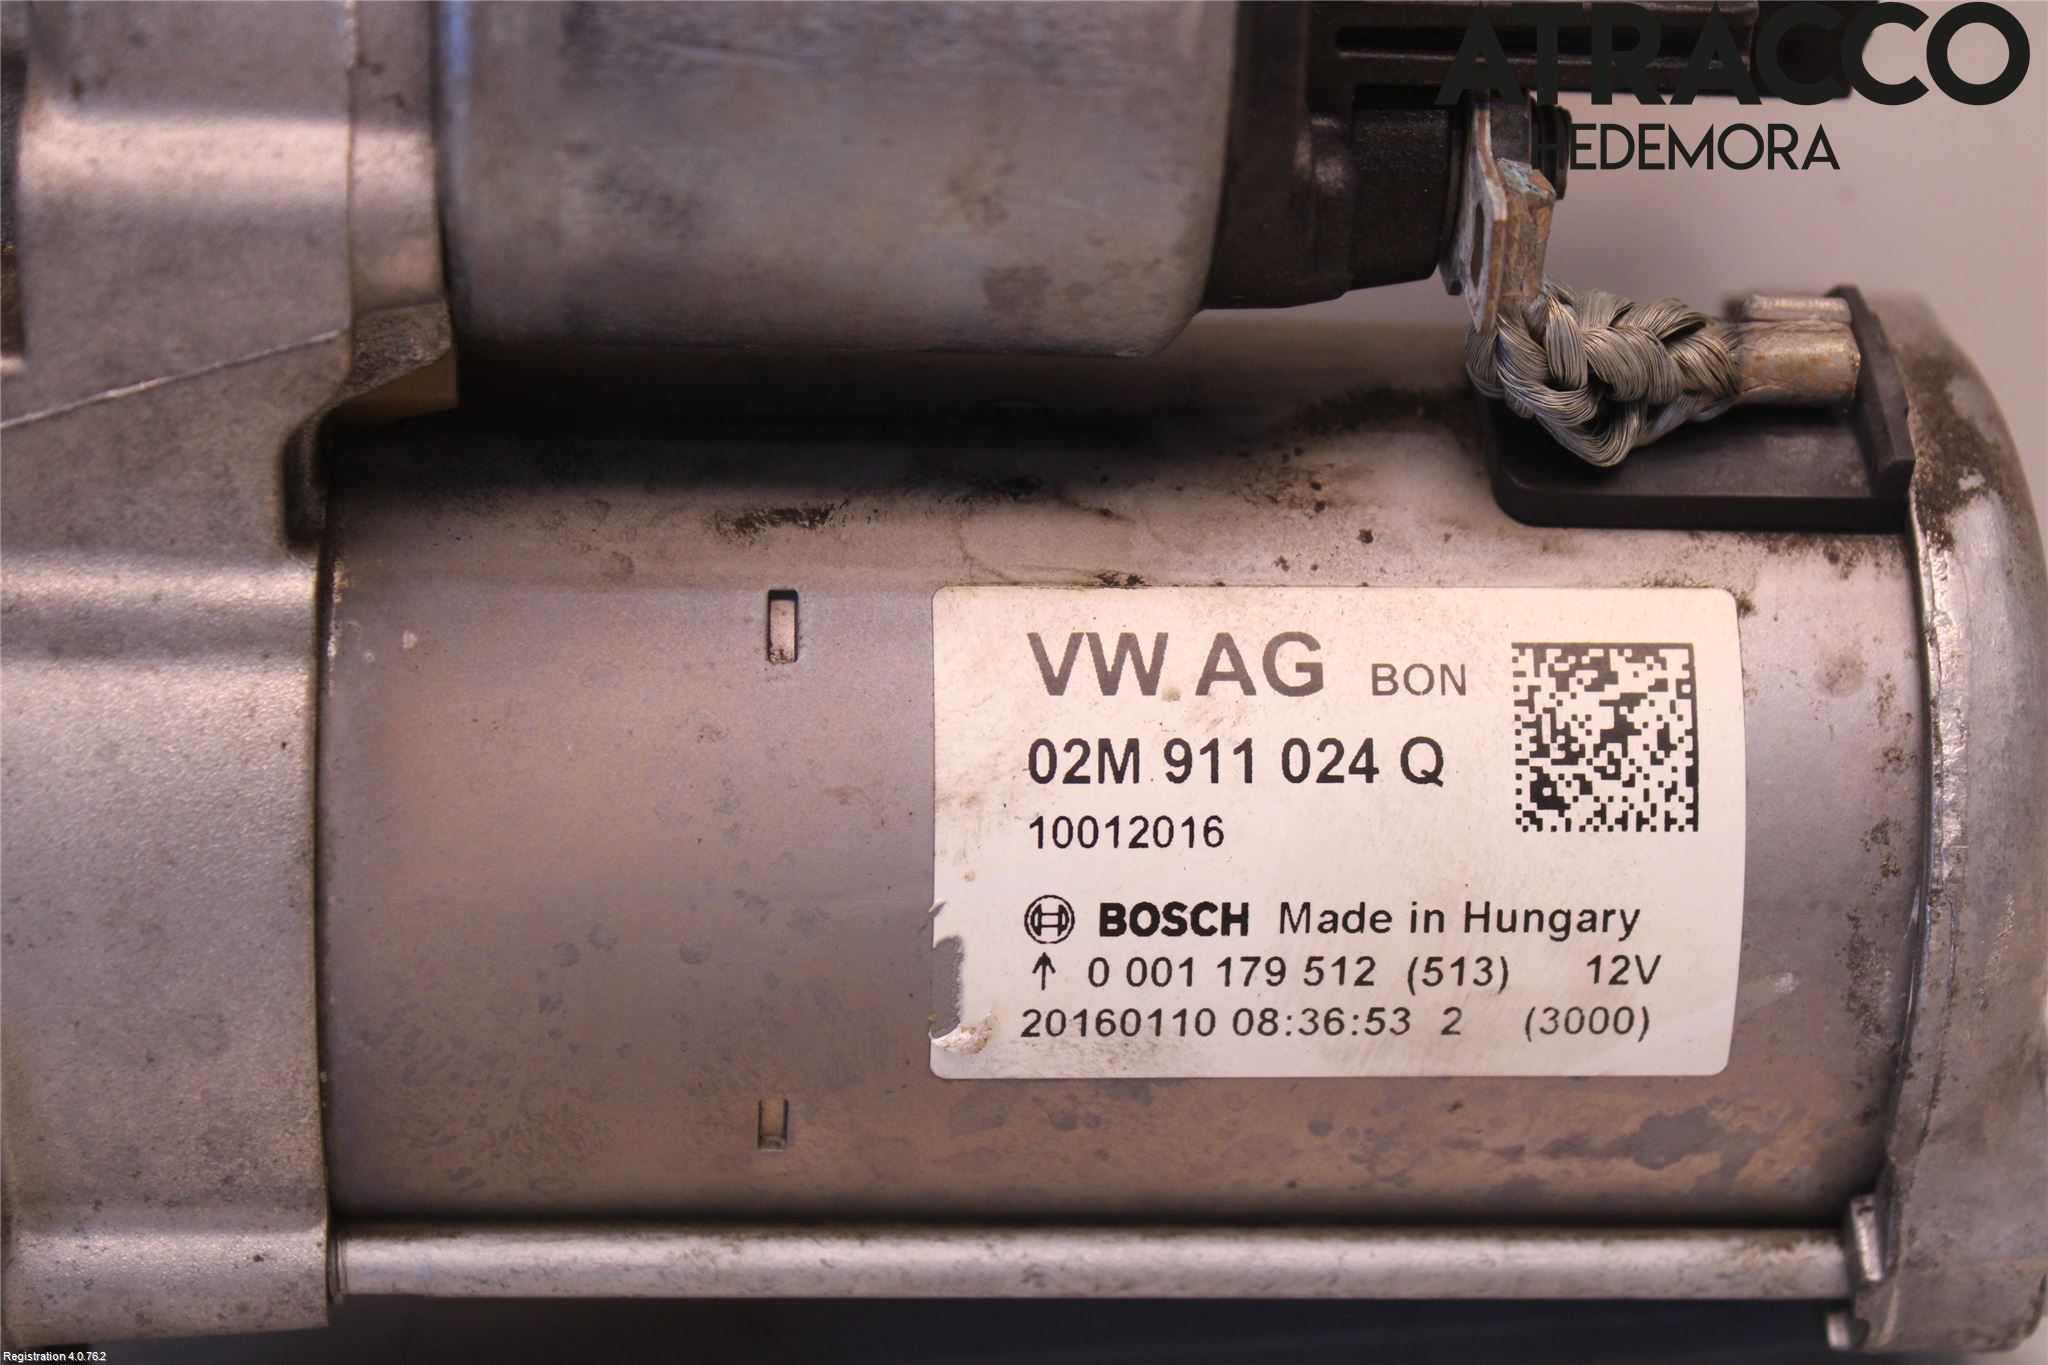 ATRACCO
HEDEMORA
VW AG BON
02M 911 024 Q
10012016
BOSCH Made in Hungary
↑ 0 001 179 512 (513) 12V
20160110 08:36:53 2 (3000)
Registration 4.0.76.2